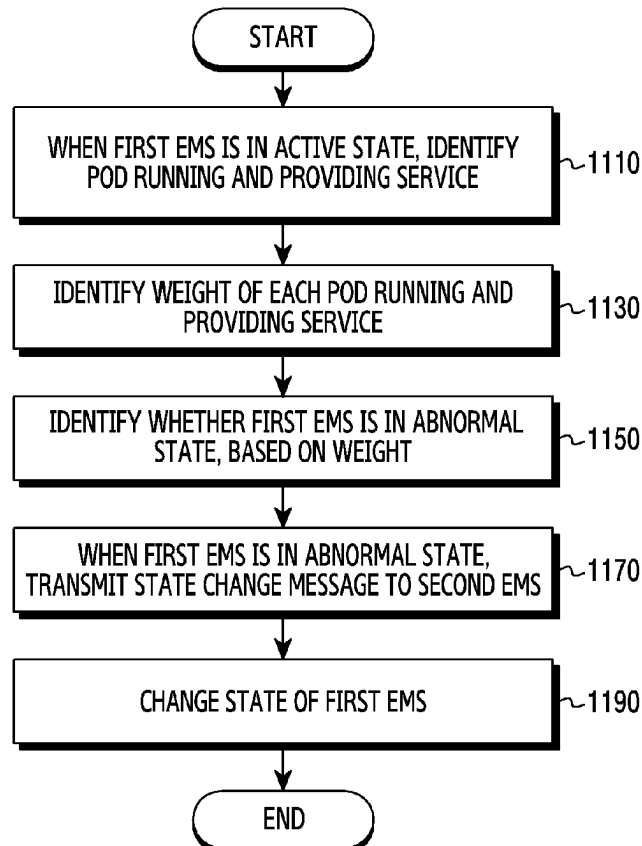 START
WHEN FIRST EMS IS IN ACTIVE STATE, IDENTIFY
POD RUNNING AND PROVIDING SERVICE
1110
IDENTIFY WEIGHT OF EACH POD RUNNING AND
PROVIDING SERVICE
1130
IDENTIFY WHETHER FIRST EMS IS IN ABNORMAL
STATE, BASED ON WEIGHT
1150
WHEN FIRST EMS IS IN ABNORMAL STATE,
TRANSMIT STATE CHANGE MESSAGE TO SECOND EMS
1170
CHANGE STATE OF FIRST EMS
1190
END